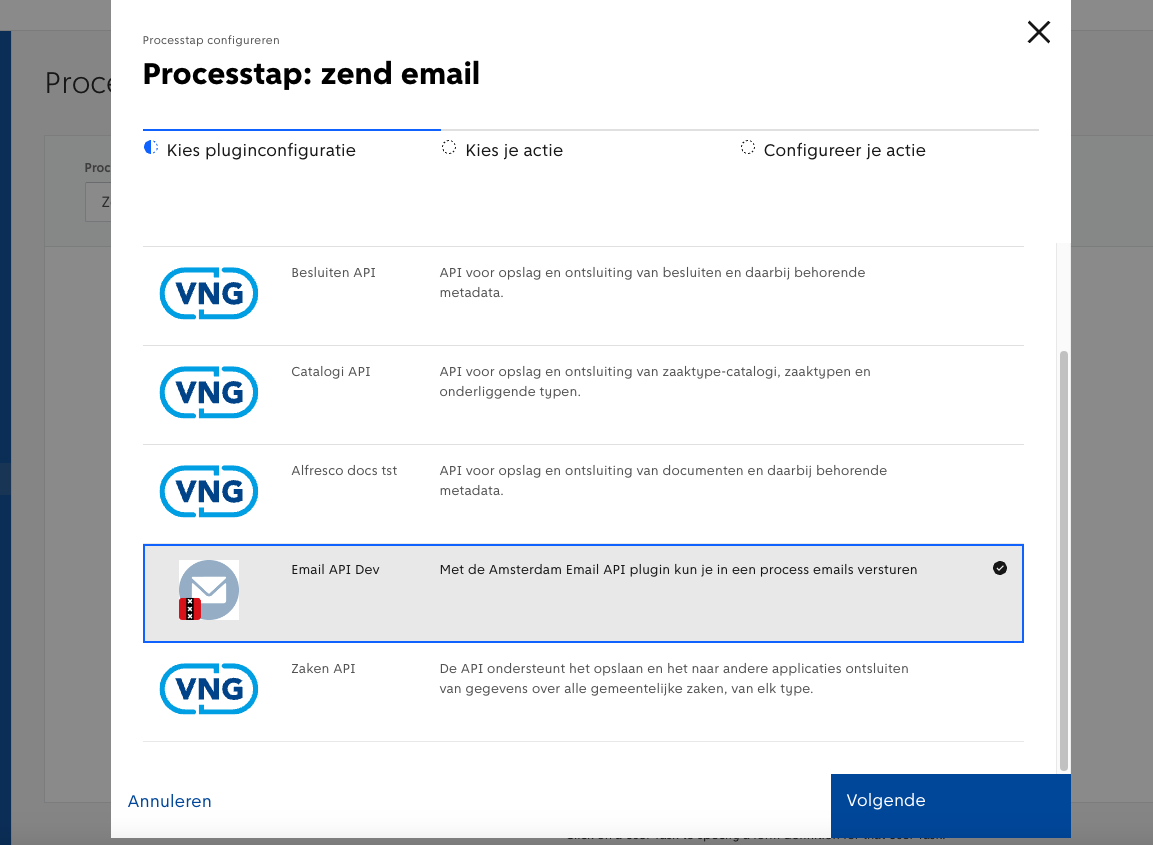 Processtap configureren
Processtap: zend email
Proce
Kies pluginconfiguratie
Kies je actie
Configureer je actie
Proc
Z
VNG
Besluiten API
API voor opslag en ontsluiting van besluiten en daarbij behorende
metadata.
VNG
Catalogi API
API voor opslag en ontsluiting van zaaktype-catalogi, zaaktypen en
onderliggende typen.
VNG
Alfresco docs tst
API voor opslag en ontsluiting van documenten en daarbij behorende
metadata.
Email API Dev
Met de Amsterdam Email API plugin kun je in een process emails versturen
VNG
Zaken API
De API ondersteunt het opslaan en het naar andere applicaties ontsluiten
van gegevens over alle gemeentelijke zaken, van elk type.
Annuleren
Volgende